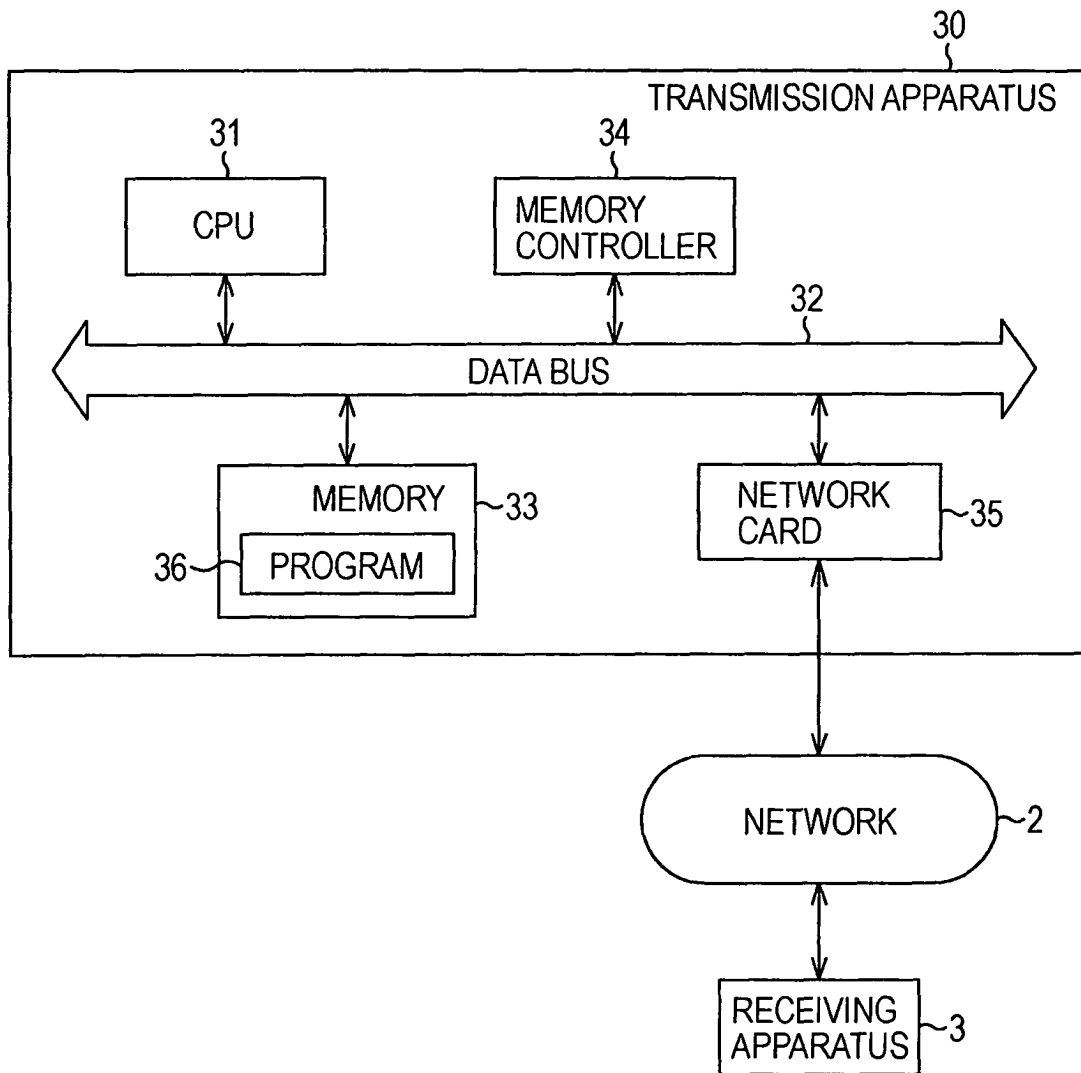 30
TRANSMISSION APPARATUS
31
34
CPU
MEMORY
CONTROLLER
32
DATA BUS
MEMORY
33
36
PROGRAM
NETWORK
CARD
35
NETWORK
2
RECEIVING
APPARATUS
3